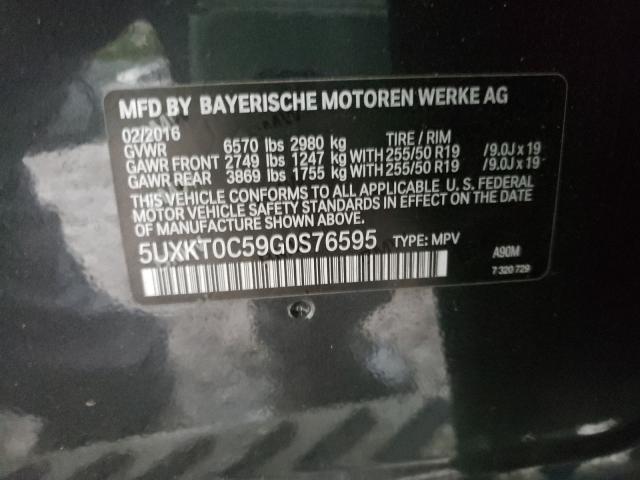 MFD BY BAYERISCHE MOTOREN WERKE AG
02/2016 TIRE / RIM
GVWR 6570 lbs 2980 kg
GAWR FRONT 2749 lbs 1247 kg WITH 255/50 R19 /9.0J x 19
GAWR REAR 3869 lbs 1755 kg WITH 255/50 R19 /9.0J x 19
THIS VEHICLE CONFORMS TO ALL APPLICABLE U. S. FEDERAL
MOTOR VEHICLE SAFETY STANDARDS IN EFFECT ON THE DATE
OF MANUFACTURE SHOWN ABOVE.
5UXKT0C59G0S76595 TYPE: MPV A90M
7 320 729